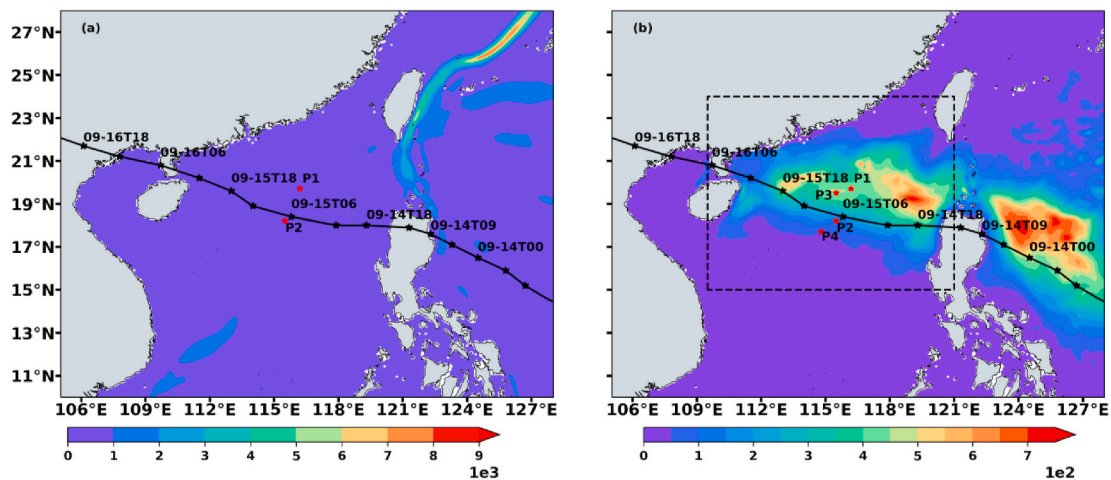 27°N
(a)
25°N
23°N
21°N
19°N
17°N
15°N
13°N
11°N
09-16T18
09-16T06
09-15T18 P1
09-15T06
P2
09-14T18
09-14T09
09-14T00
106°E 109°E 112°E 115°E 118°E 121°E 124°E 127°E
0 1 2 3 4 5 6 7 8 9
1e3
(b)
09-16T18
09-16T06
09-15T18 P1
P3
09-15T06
P2
P4
09-14T18
09-14T09
09-14T00
106°E 109°E 112°E 115°E 118°E 121°E 124°E 127°E
0 1 2 3 4 5 6 7
1e2